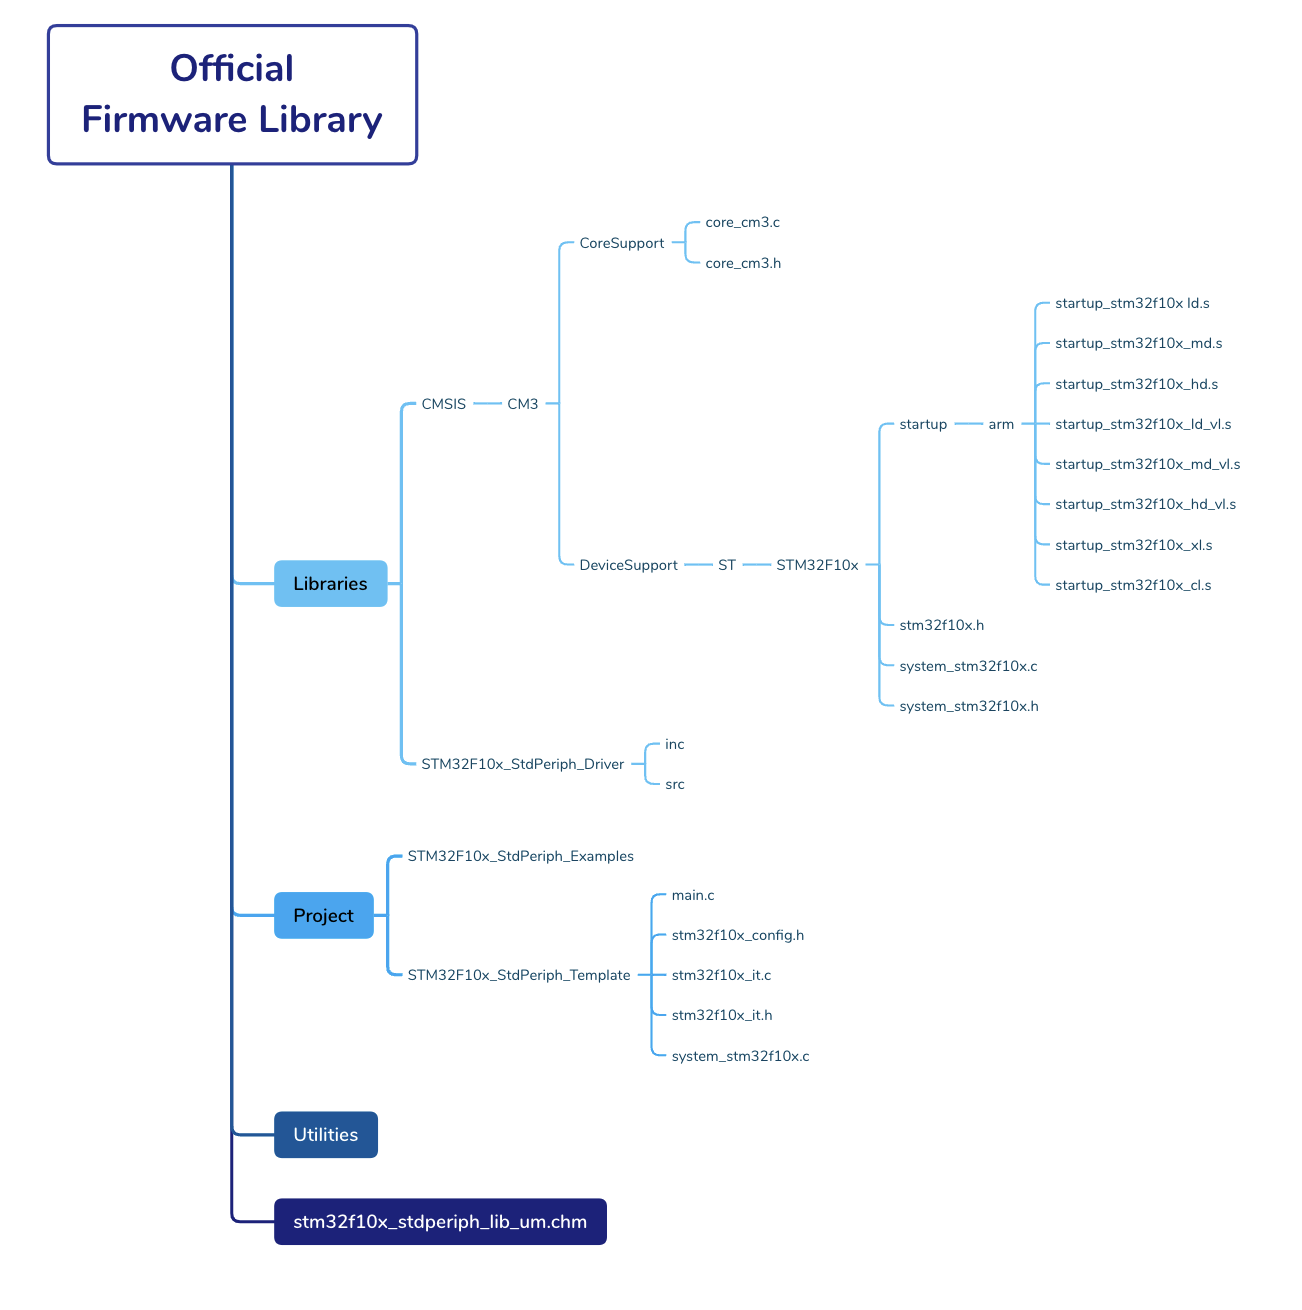 Official
Firmware Library
core_cm3.c
CoreSupport
core_cm3.h
startup_stm32f10x ld.s
startup_stm32f10x_md.s
startup_stm32f10x_hd.s
CMSIS
CM3
startup
arm
startup_stm32f10x_ld_vl.s
startup_stm32f10x_md_vl.s
startup_stm32f10x_hd_vl.s
startup_stm32f10x_xl.s
DeviceSupport
ST
STM32F10x
Libraries
startup_stm32f10x_cl.s
stm32f10x.h
system_stm32f10x.c
system_stm32f10x.h
inc
STM32F10x_StdPeriph_Driver
src
STM32F10x_StdPeriph_Examples
main.c
Project
stm32f10x_config.h
STM32F10x_StdPeriph_Template
stm32f10x_it.c
stm32f10x_it.h
system_stm32f10x.c
Utilities
stm32f10x_stdperiph_lib_um.chm